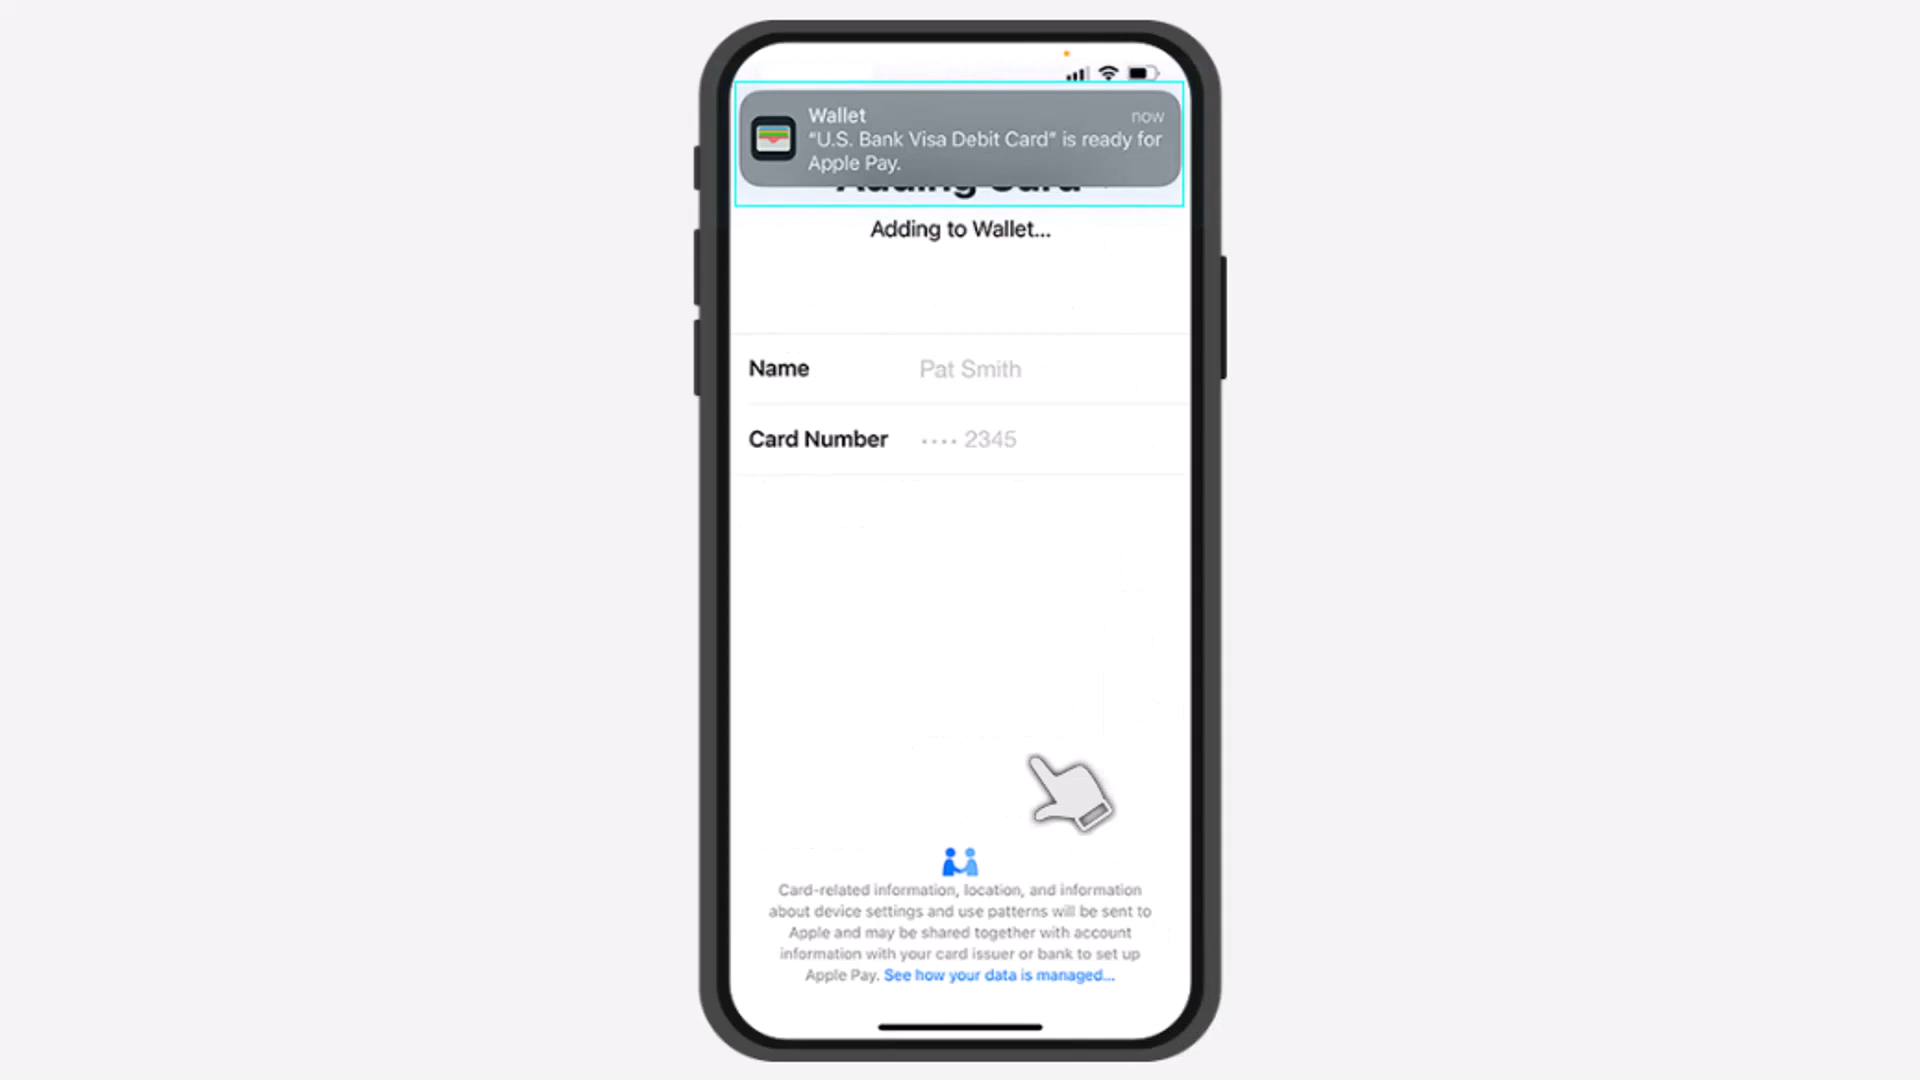 Wallet
now
“U.S. Bank Visa Debit Card” is ready for
Apple Pay.
Adding Card
Adding to Wallet...
Name
Pat Smith
Card Number
•••• 2345
Card-related information, location, and information
about device settings and use patterns will be sent to
Apple and may be shared together with account
information with your card issuer or bank to set up
Apple Pay. See how your data is managed...